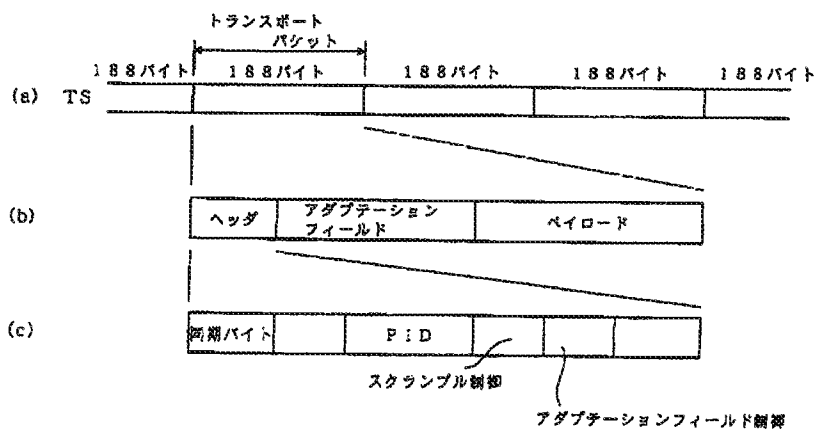 トランスポート
パケット
188バイト 188バイト 188バイト 188バイト 188バイト
(a) TS
(b) ヘッダ アダプテーション ペイロード
フィールド
(c) 同期バイト PID
スクランブル制御
アダプテーションフィールド制御